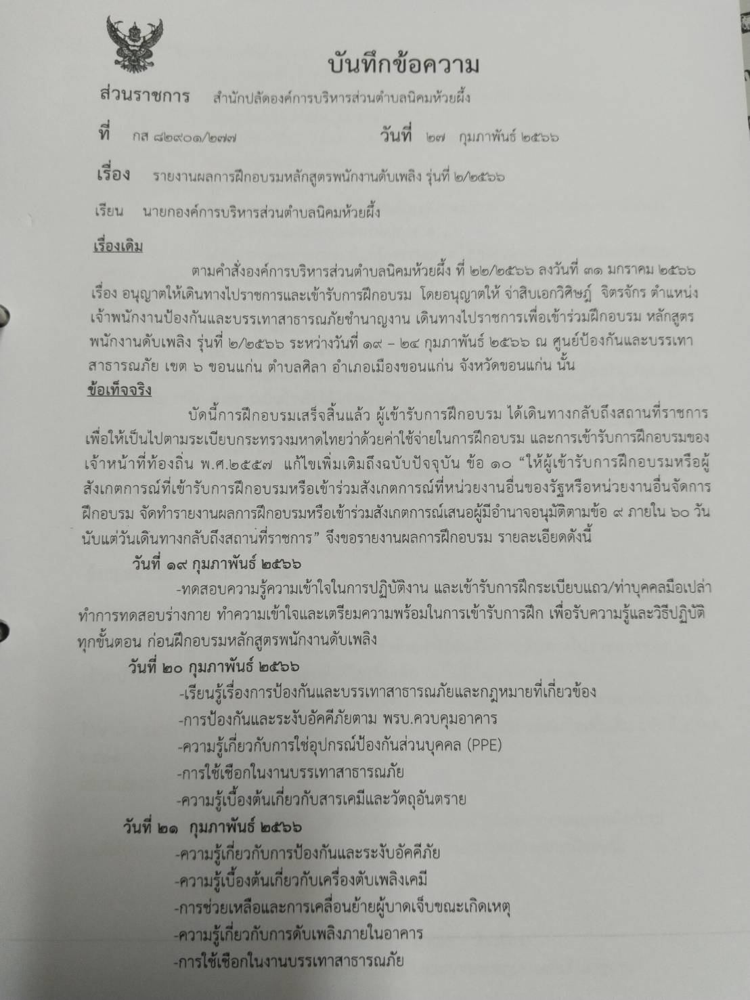 บันทึกข้อความ
ส่วนราชการ สำนักปลัดองค์การบริหารส่วนตำบลนิคมห้วยผึ้ง
ที่ กส ๘๒๙๐๑/๒๗๗ วันที่ ๒๗ กุมภาพันธ์ ๒๕๖๖
เรื่อง รายงานผลการฝึกอบรมหลักสูตรพนักงานดับเพลิง รุ่นที่ ๒/๒๕๖๖
เรียน นายกองค์การบริหารส่วนตำบลนิคมห้วยผึ้ง
เรื่องเดิม
ตามคำสั่งองค์การบริหารส่วนตำบลนิคมห้วยผึ้ง ที่ ๒๒/๒๕๖๖ ลงวันที่ ๓๑ มกราคม ๒๕๖๖
เรื่อง อนุญาตให้เดินทางไปราชการและเข้ารับการฝึกอบรม โดยอนุญาตให้ จ่าสิบเอกวิศิษฎ์ จิตรจักร ตำแหน่ง
เจ้าพนักงานป้องกันและบรรเทาสาธารณภัยชำนาญงาน เดินทางไปราชการเพื่อเข้าร่วมฝึกอบรม หลักสูตร
พนักงานดับเพลิง รุ่นที่ ๒/๒๕๖๖ ระหว่างวันที่ ๑๙ – ๒๔ กุมภาพันธ์ ๒๕๖๖ ณ ศูนย์ป้องกันและบรรเทา
สาธารณภัย เขต ๖ ขอนแก่น ตำบลศิลา อำเภอเมืองขอนแก่น จังหวัดขอนแก่น นั้น
ข้อเท็จจริง
บัดนี้การฝึกอบรมเสร็จสิ้นแล้ว ผู้เข้ารับการฝึกอบรม ได้เดินทางกลับถึงสถานที่ราชการ
เพื่อให้เป็นไปตามระเบียบกระทรวงมหาดไทยว่าด้วยค่าใช้จ่ายในการฝึกอบรม และการเข้ารับการฝึกอบรมของ
เจ้าหน้าที่ท้องถิ่น พ.ศ.๒๕๕๗ แก้ไขเพิ่มเติมถึงฉบับปัจจุบัน ข้อ ๑๐ “ให้ผู้เข้ารับการฝึกอบรมหรือผู้
สังเกตการณ์ที่เข้ารับการฝึกอบรมหรือเข้าร่วมสังเกตการณ์ที่หน่วยงานอื่นของรัฐหรือหน่วยงานอื่นจัดการ
ฝึกอบรม จัดทำรายงานผลการฝึกอบรมหรือเข้าร่วมสังเกตการณ์เสนอผู้มีอำนาจอนุมัติตามข้อ ๙ ภายใน ๖๐ วัน
นับแต่วันเดินทางกลับถึงสถานที่ราชการ” จึงขอรายงานผลการฝึกอบรม รายละเอียดดังนี้
วันที่ ๑๙ กุมภาพันธ์ ๒๕๖๖
-ทดสอบความรู้ความเข้าใจในการปฏิบัติงาน และเข้ารับการฝึกระเบียบแถว/ท่าบุคคลมือเปล่า
ทำการทดสอบร่างกาย ทำความเข้าใจและเตรียมความพร้อมในการเข้ารับการฝึก เพื่อรับความรู้และวิธีปฏิบัติ
ทุกขั้นตอน ก่อนฝึกอบรมหลักสูตรพนักงานดับเพลิง
วันที่ ๒๐ กุมภาพันธ์ ๒๕๖๖
-เรียนรู้เรื่องการป้องกันและบรรเทาสาธารณภัยและกฎหมายที่เกี่ยวข้อง
-การป้องกันและระงับอัคคีภัยตาม พรบ.ควบคุมอาคาร
-ความรู้เกี่ยวกับการใช่อุปกรณ์ป้องกันส่วนบุคคล (PPE)
-การใช้เชือกในงานบรรเทาสาธารณภัย
-ความรู้เบื้องต้นเกี่ยวกับสารเคมีและวัตถุอันตราย
วันที่ ๒๑ กุมภาพันธ์ ๒๕๖๖
-ความรู้เกี่ยวกับการป้องกันและระงับอัคคีภัย
-ความรู้เบื้องต้นเกี่ยวกับเครื่องดับเพลิงเคมี
-การช่วยเหลือและการเคลื่อนย้ายผู้บาดเจ็บขณะเกิดเหตุ
-ความรู้เกี่ยวกับการดับเพลิงภายในอาคาร
-การใช้เชือกในงานบรรเทาสาธารณภัย